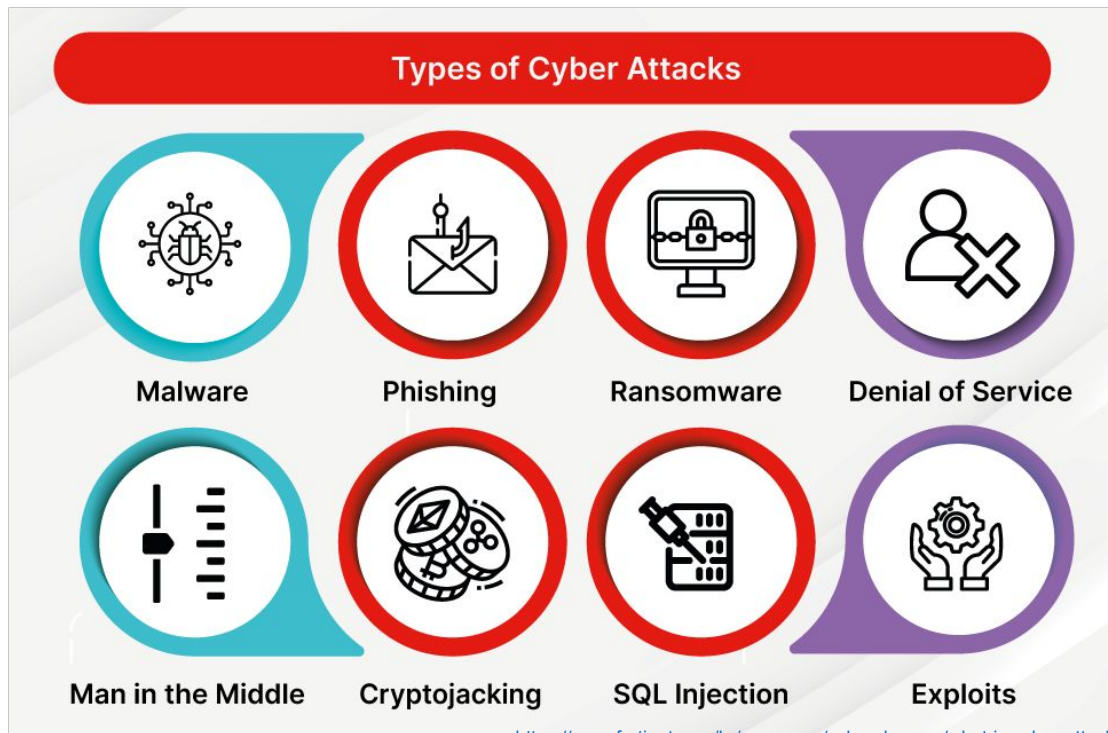 Types of Cyber Attacks
Malware
Phishing
Ransomware
Denial of Service
Man in the Middle
Cryptojacking
SQL Injection
Exploits